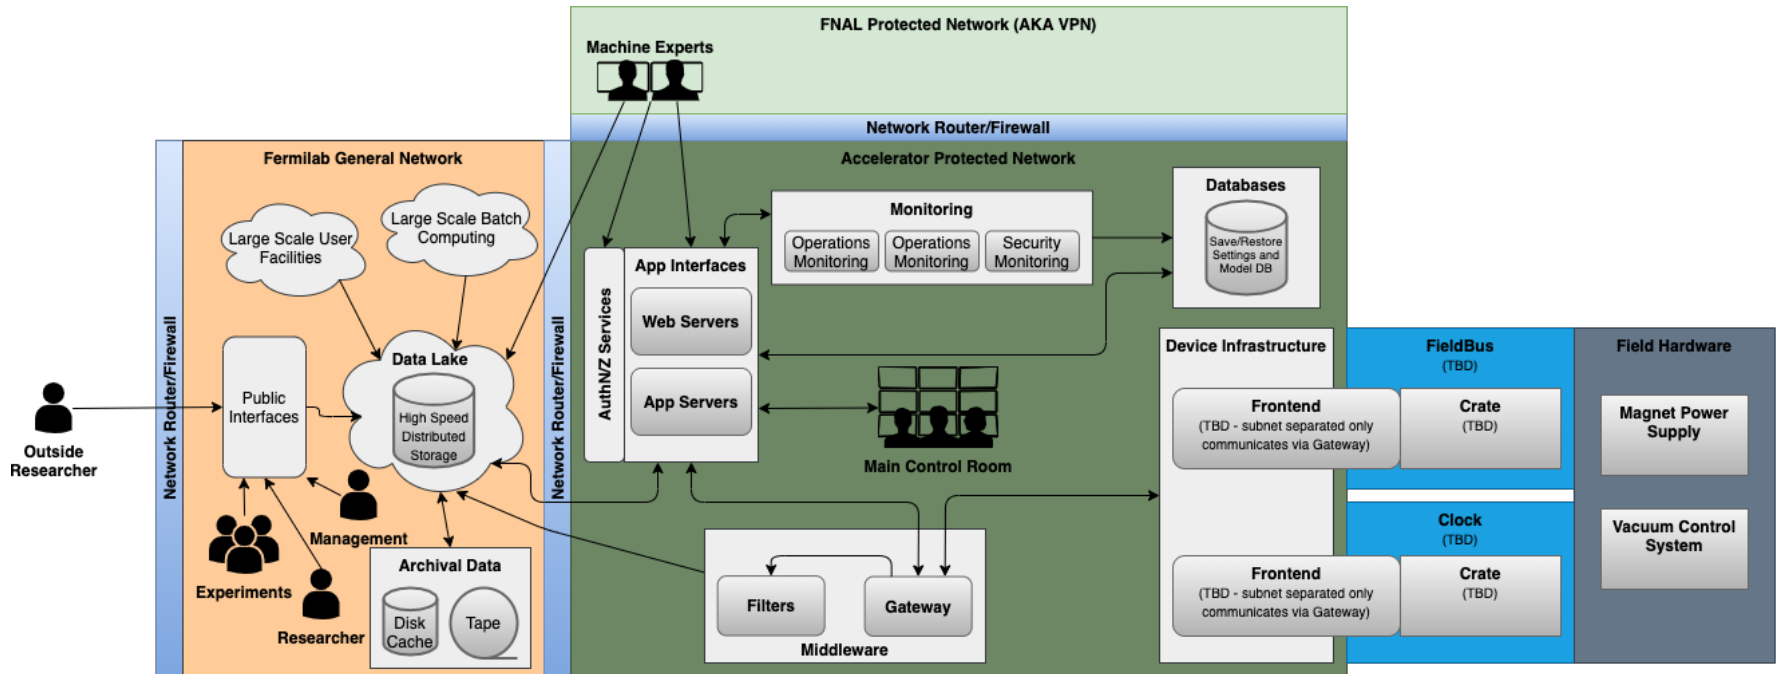 FNAL Protected Network (AKA VPN)
Machine Experts
Network Router/Firewall
Fermilab General Network
Accelerator Protected Network
Network Router/Firewall
Network Router/Firewall
Large Scale User
Facilities
Large Scale Batch
Computing
Data Lake
High Speed
Distributed
Storage
Public
Interfaces
Outside
Researcher
Management
Experiments
Researcher
Archival Data
Disk
Cache
Tape
AuthN/Z Services
App Interfaces
Web Servers
App Servers
Monitoring
Operations
Monitoring
Operations
Monitoring
Security
Monitoring
Databases
Save/Restore
Settings and
Model DB
Main Control Room
Filters
Gateway
Middleware
Device Infrastructure
Frontend
(TBD - subnet separated only
communicates via Gateway)
Frontend
(TBD - subnet separated only
communicates via Gateway)
FieldBus
(TBD)
Crate
(TBD)
Clock
(TBD)
Crate
(TBD)
Field Hardware
Magnet Power
Supply
Vacuum Control
System